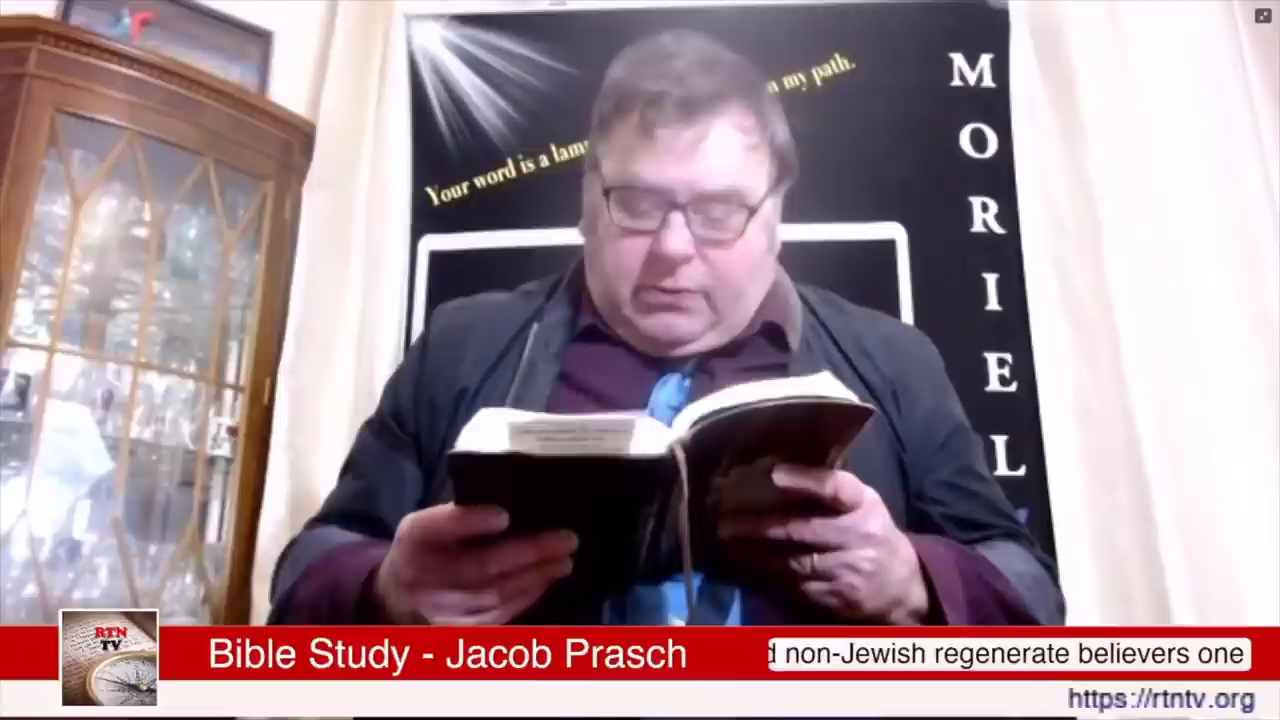 Your word is a lam
n my path.
M
O
R
I
E
L
RTN
TV
Bible Study - Jacob Prasch
non-Jewish regenerate believers one
https://rtntv.org